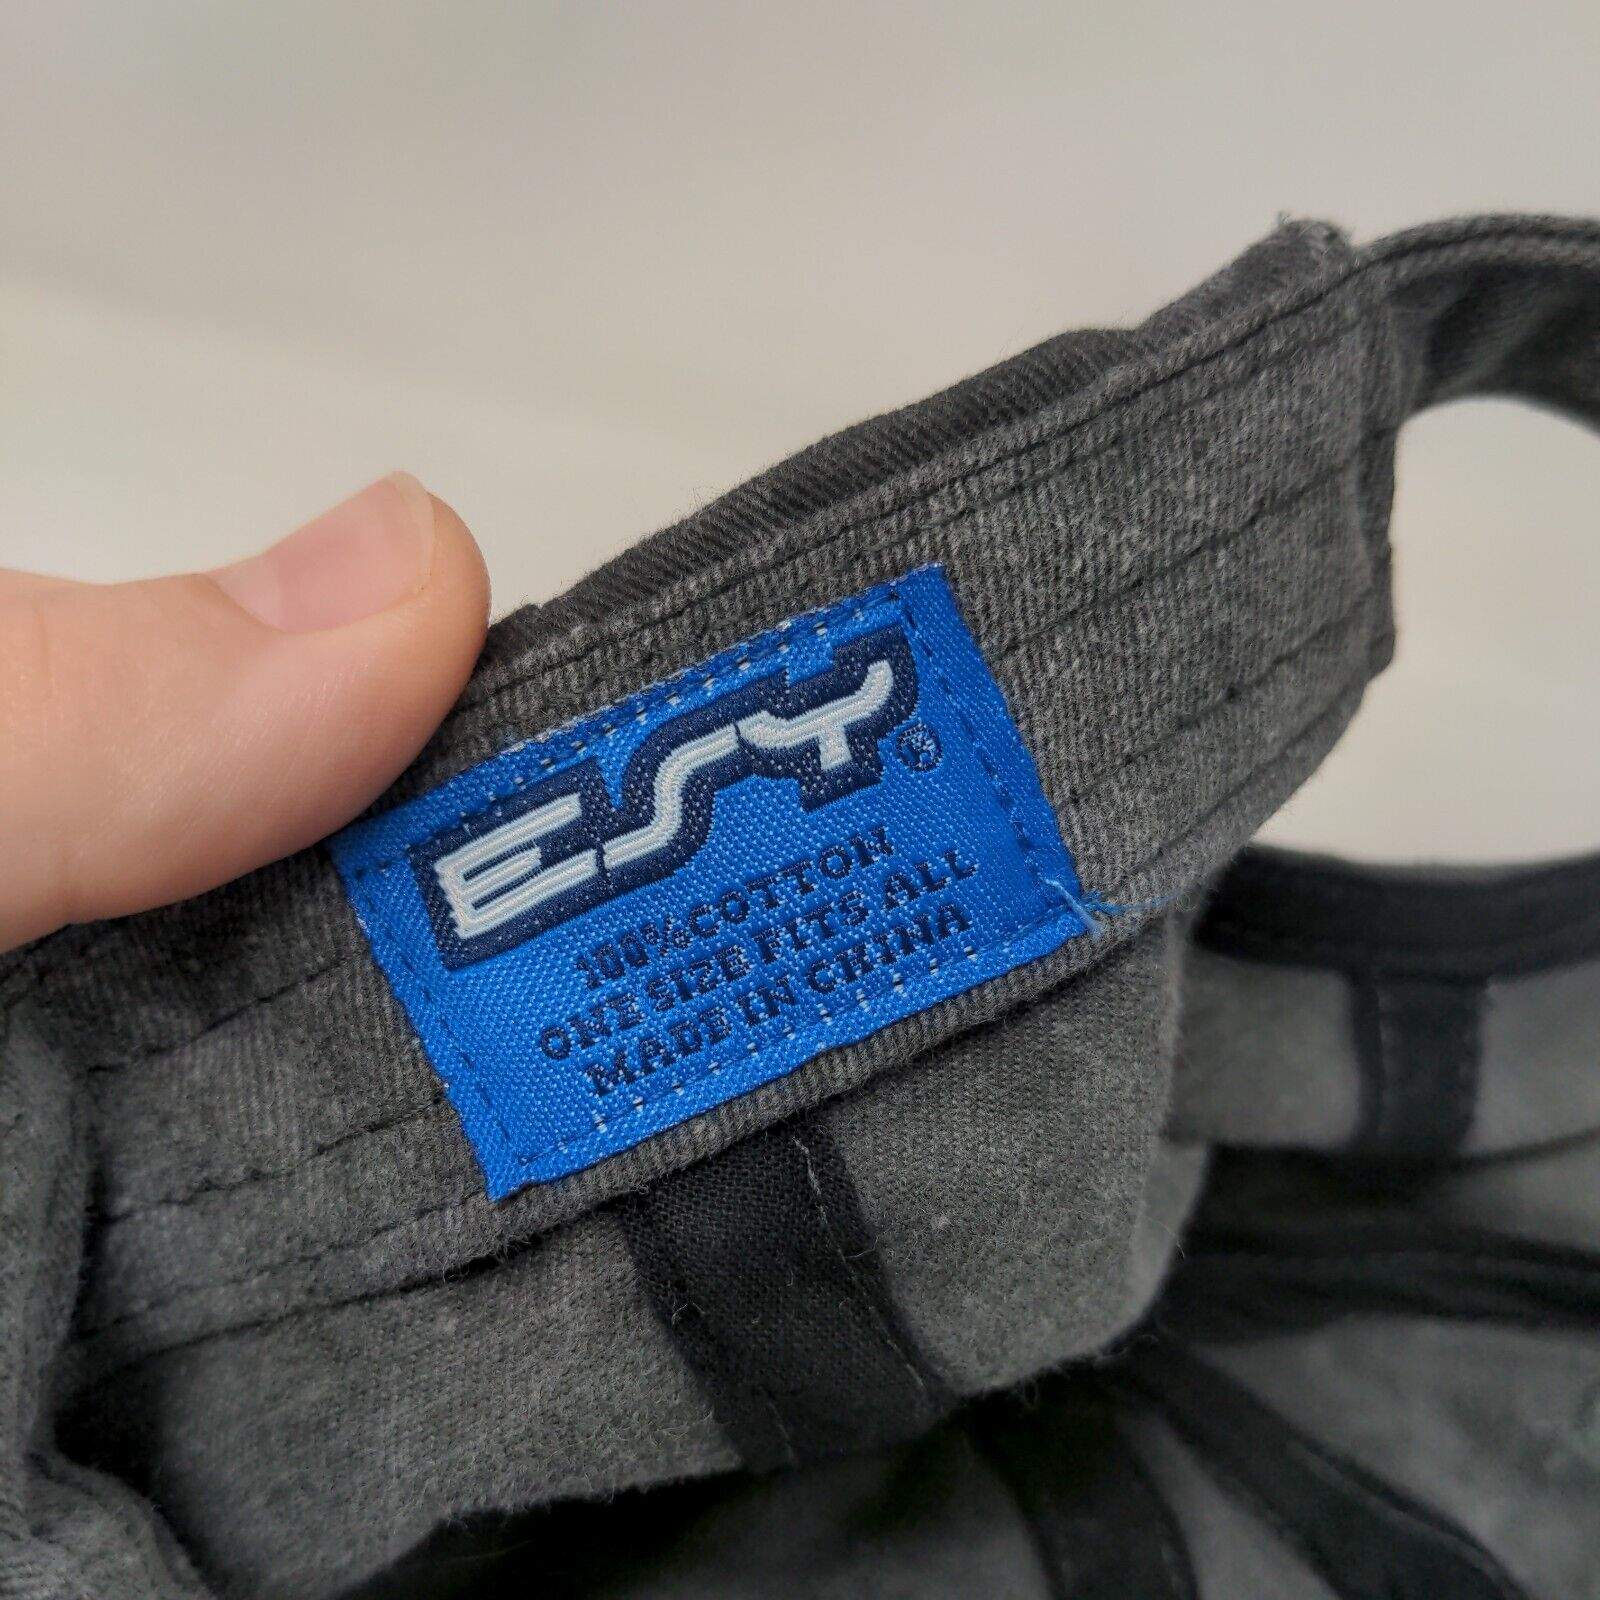 ESY®
100% COTTON
ONE SIZE FITS ALL
MADE IN CHINA